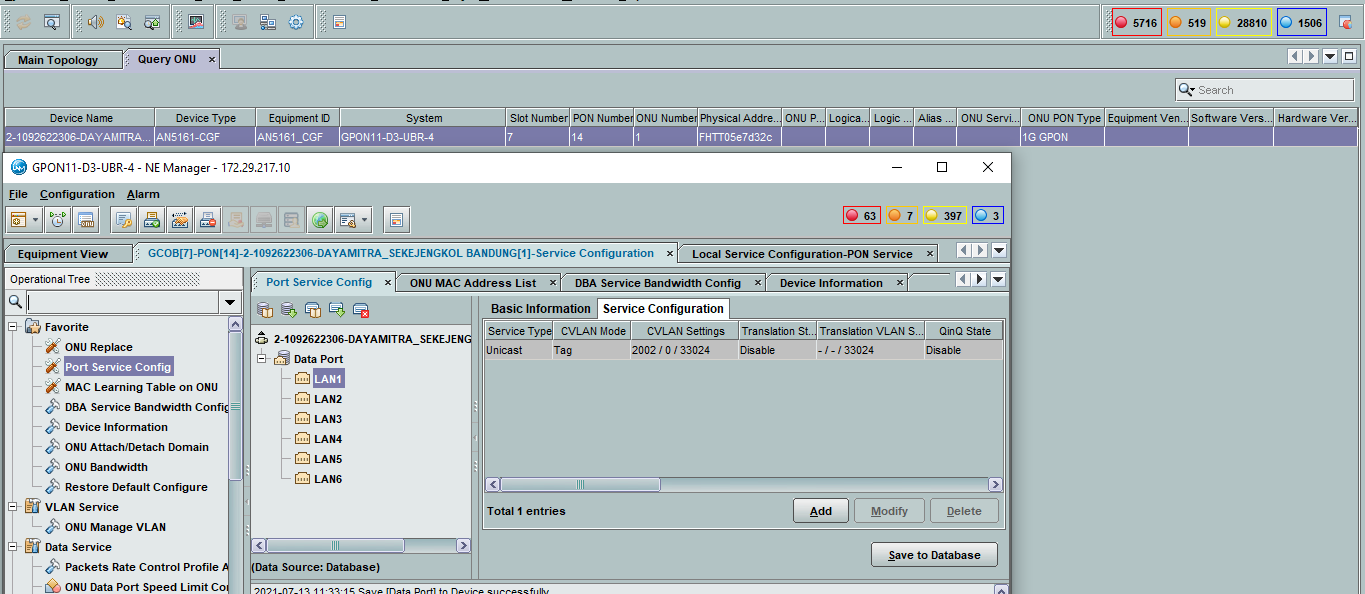 5716 519 28810 1506
Main Topology Query ONU ×
Search
Device Name Device Type Equipment ID System Slot Number PON Number ONU Number Physical Addre... ONU P... Logica... Logic ... Alias ... ONU Servi... ONU PON Type Equipment Ven... Software Vers... Hardware Ver...
2-1092622306-DAYAMITRA... AN5161-CGF AN5161_CGF GPON11-D3-UBR-4 7 14 1 FHTT05e7d32c 1G GPON
GPON11-D3-UBR-4 - NE Manager - 172.29.217.10
File Configuration Alarm
63 7 397 3
Equipment View GCOB[7]-PON[14]-2-1092622306-DAYAMITRA_SEKEJENGKOL BANDUNG[1]-Service Configuration × Local Service Configuration-PON Service ×
Operational Tree
Port Service Config × ONU MAC Address List × DBA Service Bandwidth Config × Device Information ×
Favorite
ONU Replace
Port Service Config
MAC Learning Table on ONU
DBA Service Bandwidth Config
Device Information
ONU Attach/Detach Domain
ONU Bandwidth
Restore Default Configure
VLAN Service
ONU Manage VLAN
Data Service
Packets Rate Control Profile A
ONU Data Port Speed Limit Co
2-1092622306-DAYAMITRA_SEKEJENG
Data Port
LAN1
LAN2
LAN3
LAN4
LAN5
LAN6
(Data Source: Database)
Basic Information Service Configuration
Service Type CVLAN Mode CVLAN Settings Translation St... Translation VLAN S... QinQ State
Unicast Tag 2002 / 0 / 33024 Disable - / - / 33024 Disable
Total 1 entries Add Modify Delete
Save to Database
2021-07-13 11:33:15 Save [Data Port] to Device successfully